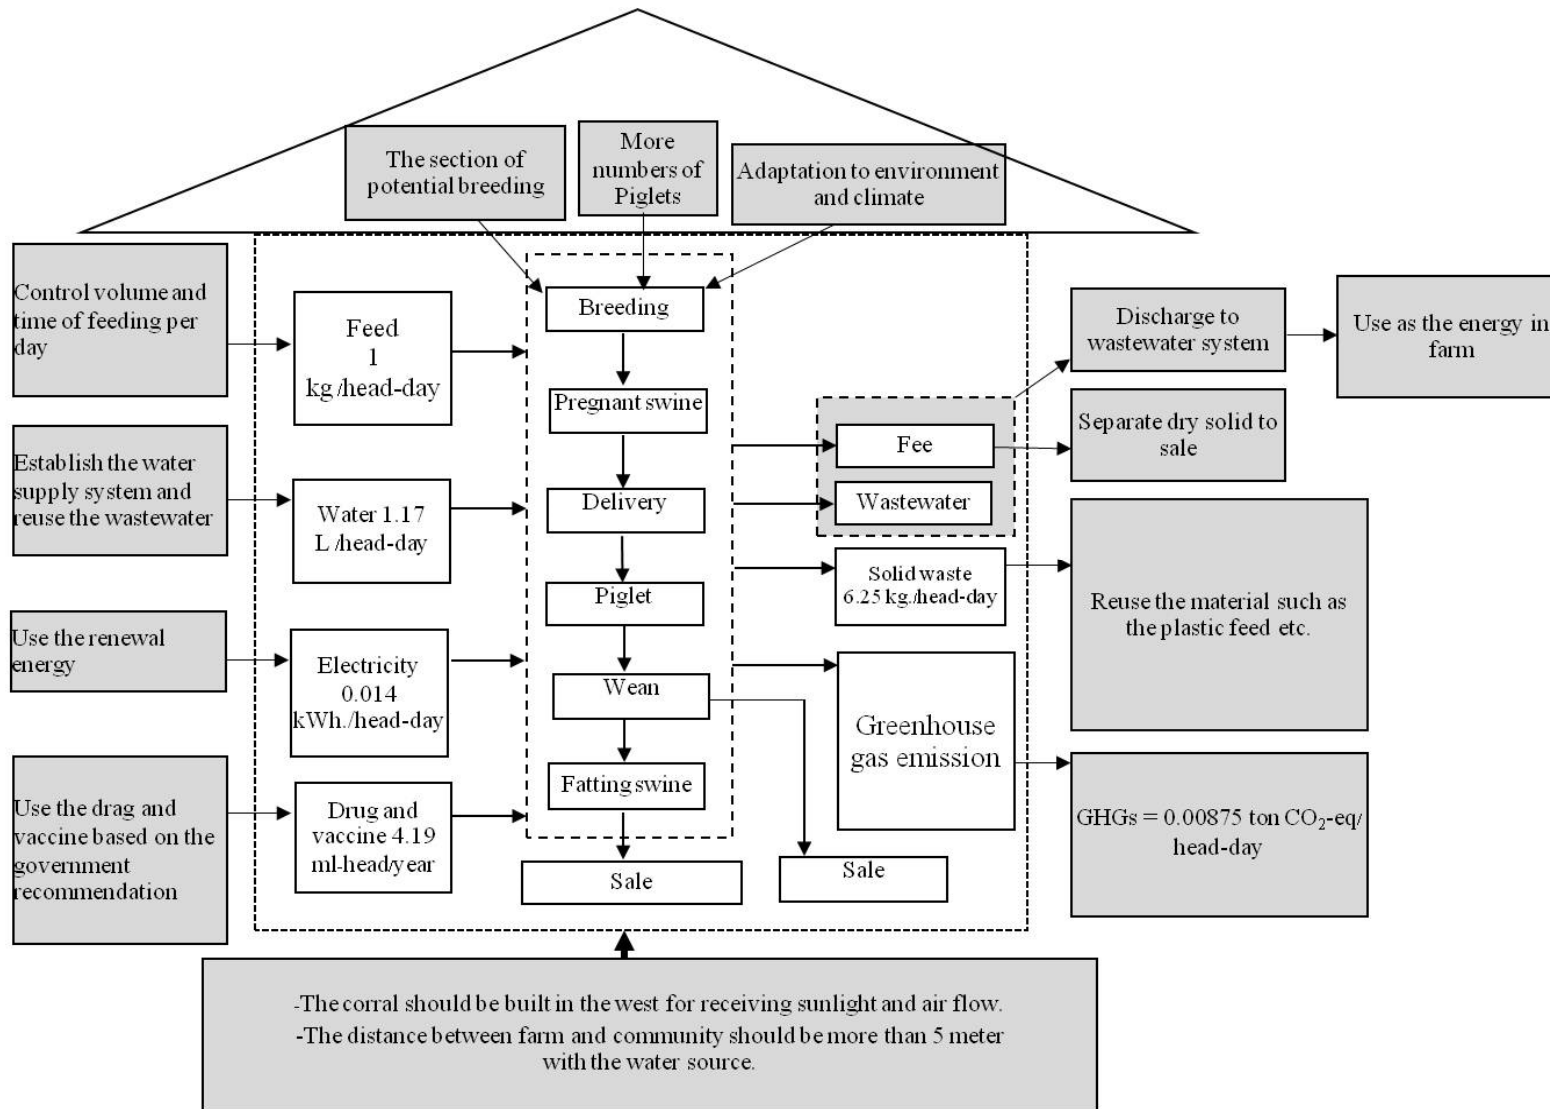 The section of
potential breeding
More
numbers of
Piglets
Adaptation to environment
and climate
Control volume and
time of feeding per
day
Feed
1
kg /head-day
Breeding
Discharge to
wastewater system
Use as the energy in
farm
Pregnant swine
Fee
Separate dry solid to
sale
Establish the water
supply system and
reuse the wastewater
Water 1.17
L /head-day
Delivery
Wastewater
Solid waste
6.25 kg./head-day
Reuse the material such as
the plastic feed etc.
Piglet
Use the renewal
energy
Electricity
0.014
kWh./head-day
Wean
Greenhouse
gas emission
Fatting swine
Use the drag and
vaccine based on the
government
recommendation
Drug and
vaccine 4.19
ml-head/year
GHGs = 0.00875 ton CO₂-eq/
head-day
Sale
Sale
-The corral should be built in the west for receiving sunlight and air flow.
-The distance between farm and community should be more than 5 meter
with the water source.